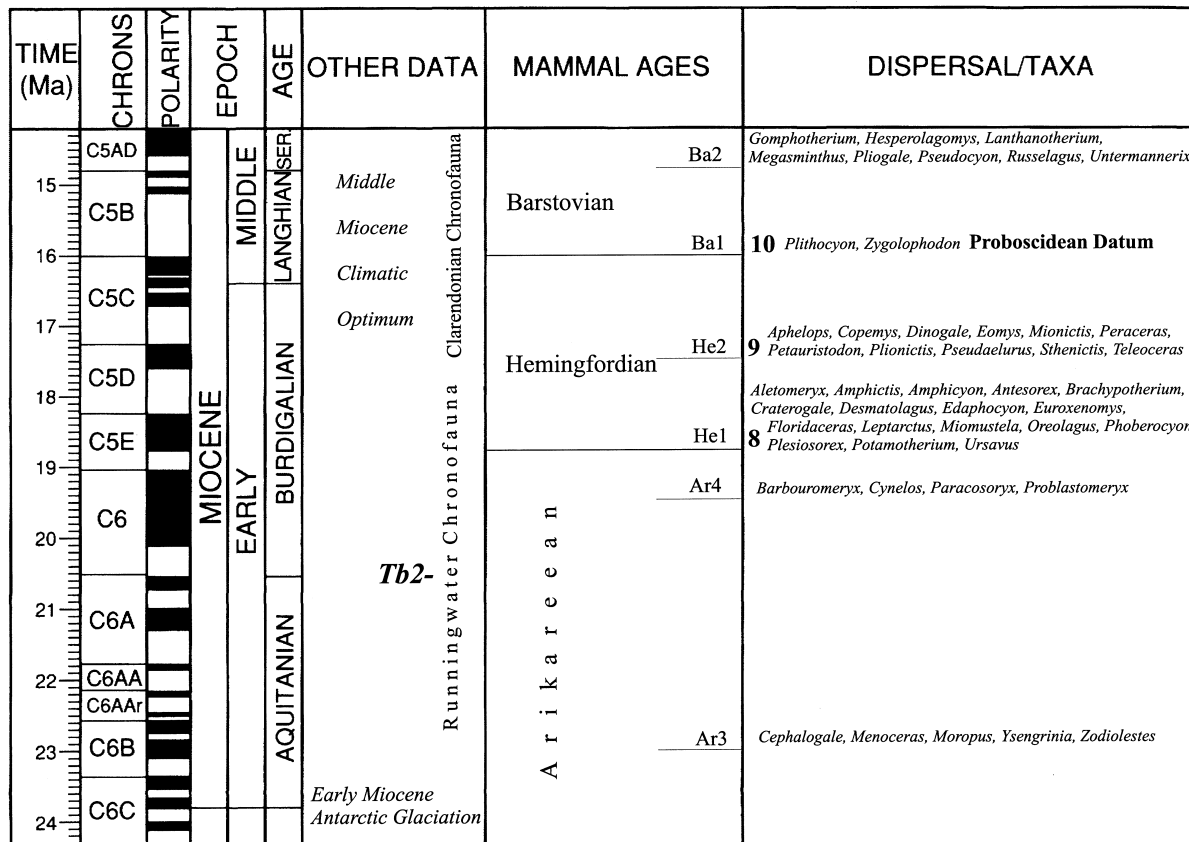 TIME
(Ma)
CHRONS
POLARITY
EPOCH
AGE
OTHER DATA
MAMMAL AGES
DISPERSAL/TAXA
15
16
17
18
19
20
21
22
23
24
C5AD
C5B
C5C
C5D
C5E
C6
C6A
C6AA
C6AAr
C6B
C6C
MIOCENE
MIDDLE
EARLY
SER.
LANGHIAN
BURDIGALIAN
AQUITANIAN
Middle
Miocene
Climatic
Optimum
Tb2-
Early Miocene
Antarctic Glaciation
Clarendonian Chronofauna
Runningwater Chronofauna
Barstovian
Hemingfordian
Arikareean
Ba2
Ba1
He2
He1
Ar4
Ar3
Gomphotherium, Hesperolagomys, Lanthanotherium,
Megasminthus, Pliogale, Pseudocyon, Russelagus, Untermannerix
10 Plithocyon, Zygolophodon Proboscidean Datum
Aphelops, Copemys, Dinogale, Eomys, Mionictis, Peraceras,
9 Petauristodon, Plionictis, Pseudaelurus, Sthenictis, Teleoceras
Aletomeryx, Amphictis, Amphicyon, Antesorex, Brachypotherium,
Craterogale, Desmatolagus, Edaphocyon, Euroxenomys,
8 Floridaceras, Leptarctus, Miomustela, Oreolagus, Phoberocyon
Plesiosorex, Potamotherium, Ursavus
Barbouromeryx, Cynelos, Paracosoryx, Problastomeryx
Cephalogale, Menoceras, Moropus, Ysengrinia, Zodiolestes